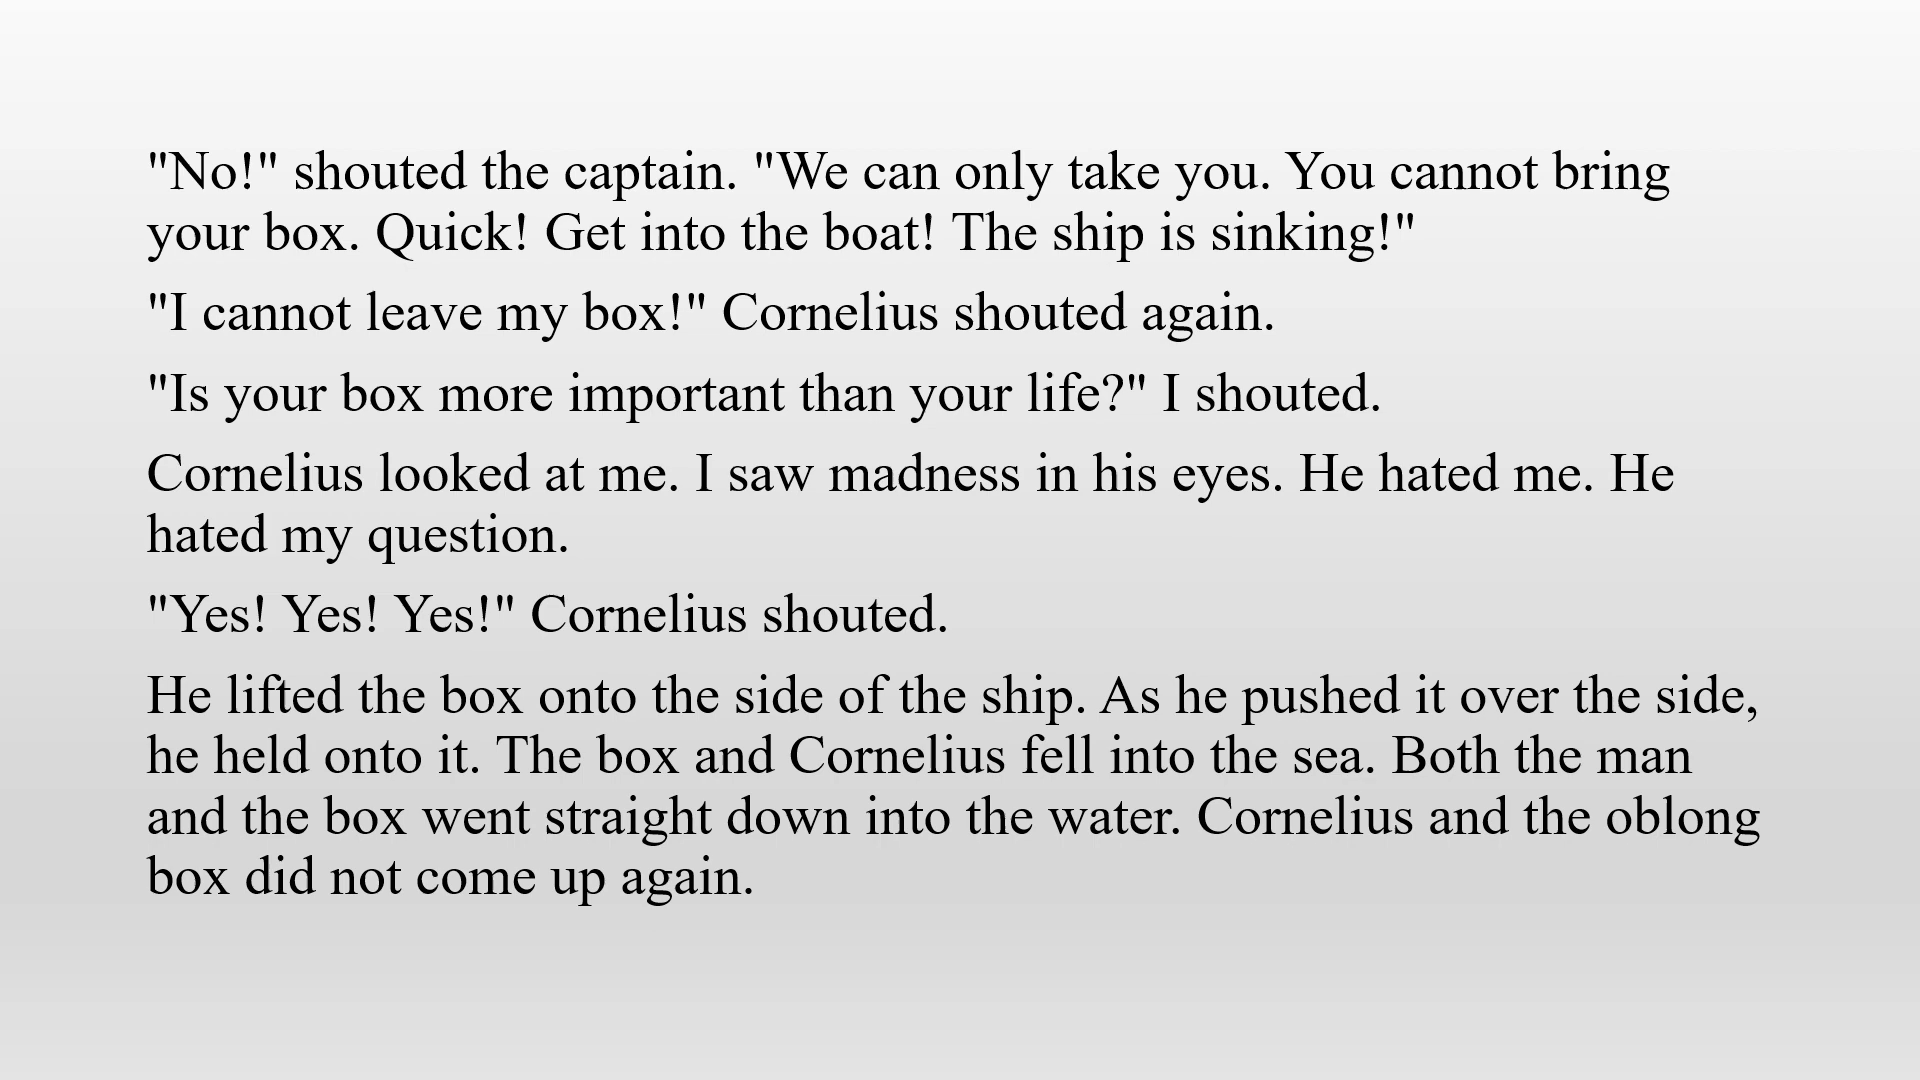 "No!" shouted the captain. "We can only take you. You cannot bring
your box. Quick! Get into the boat! The ship is sinking!"
"I cannot leave my box!" Cornelius shouted again.
"Is your box more important than your life?" I shouted.
Cornelius looked at me. I saw madness in his eyes. He hated me. He
hated my question.
"Yes! Yes! Yes!" Cornelius shouted.
He lifted the box onto the side of the ship. As he pushed it over the side,
he held onto it. The box and Cornelius fell into the sea. Both the man
and the box went straight down into the water. Cornelius and the oblong
box did not come up again.